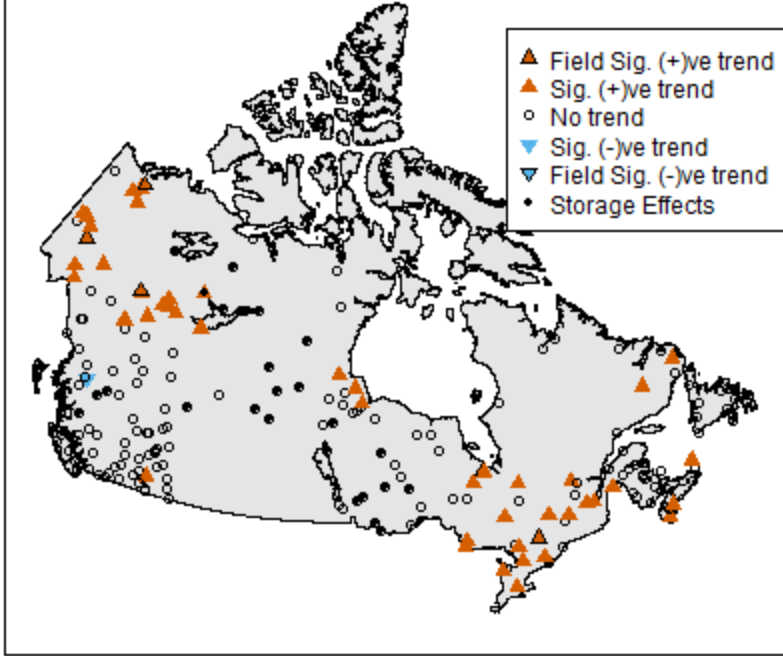 Field Sig. (+)ve trend
Sig. (+)ve trend
No trend
Sig. (-)ve trend
Field Sig. (-)ve trend
Storage Effects